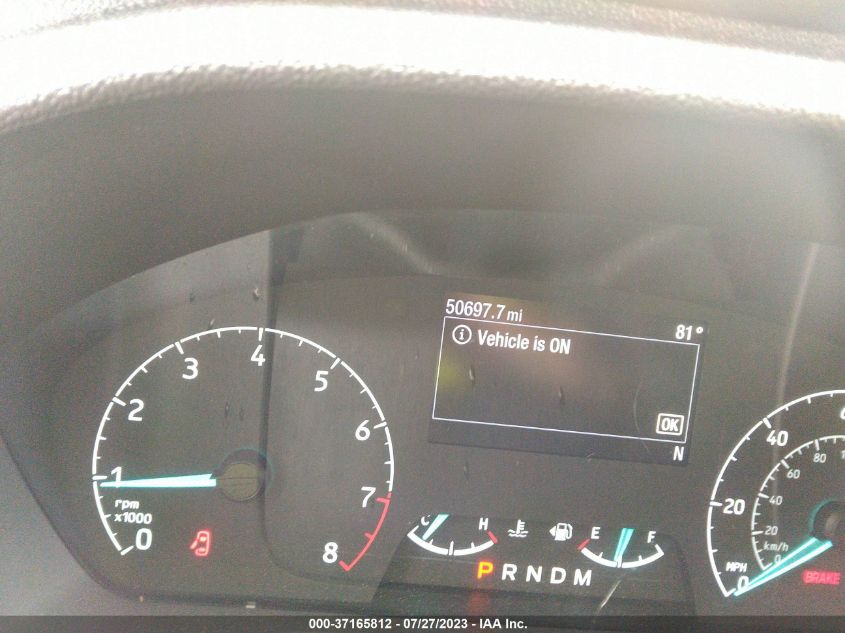 50697.7 mi
81°
Vehicle is ON
OK
N
0 1 2 3 4 5 6 7 8
rpm
x1000
C H
E F
P R N D M
0 20 40
MPH
0 20 40 60 80
km/h
BRAKE
000-37165812 - 07/27/2023 - IAA Inc.